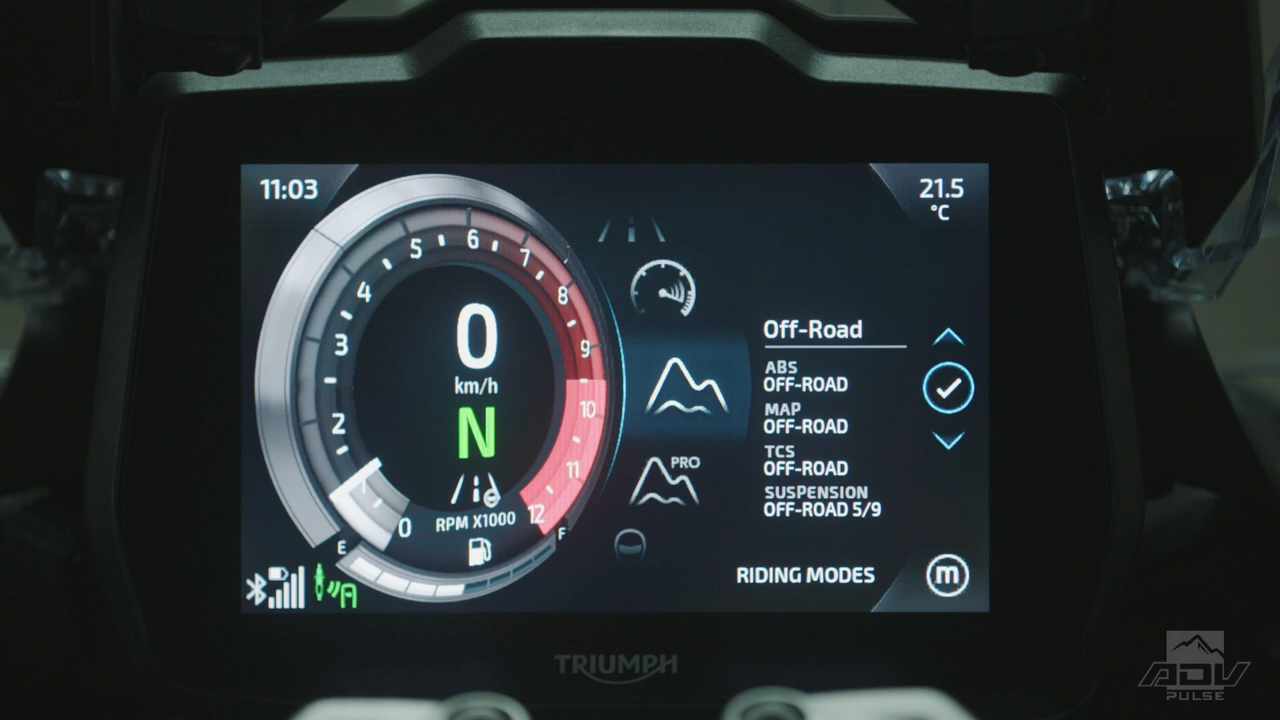 11:03
21.5
°C
0
1
2
3
4
5
6
7
8
9
10
11
12
0
km/h
N
RPM X1000
E
F
A
PRO
Off-Road
ABS
OFF-ROAD
MAP
OFF-ROAD
TCS
OFF-ROAD
SUSPENSION
OFF-ROAD 5/9
RIDING MODES
m
TRIUMPH
ADV
PULSE